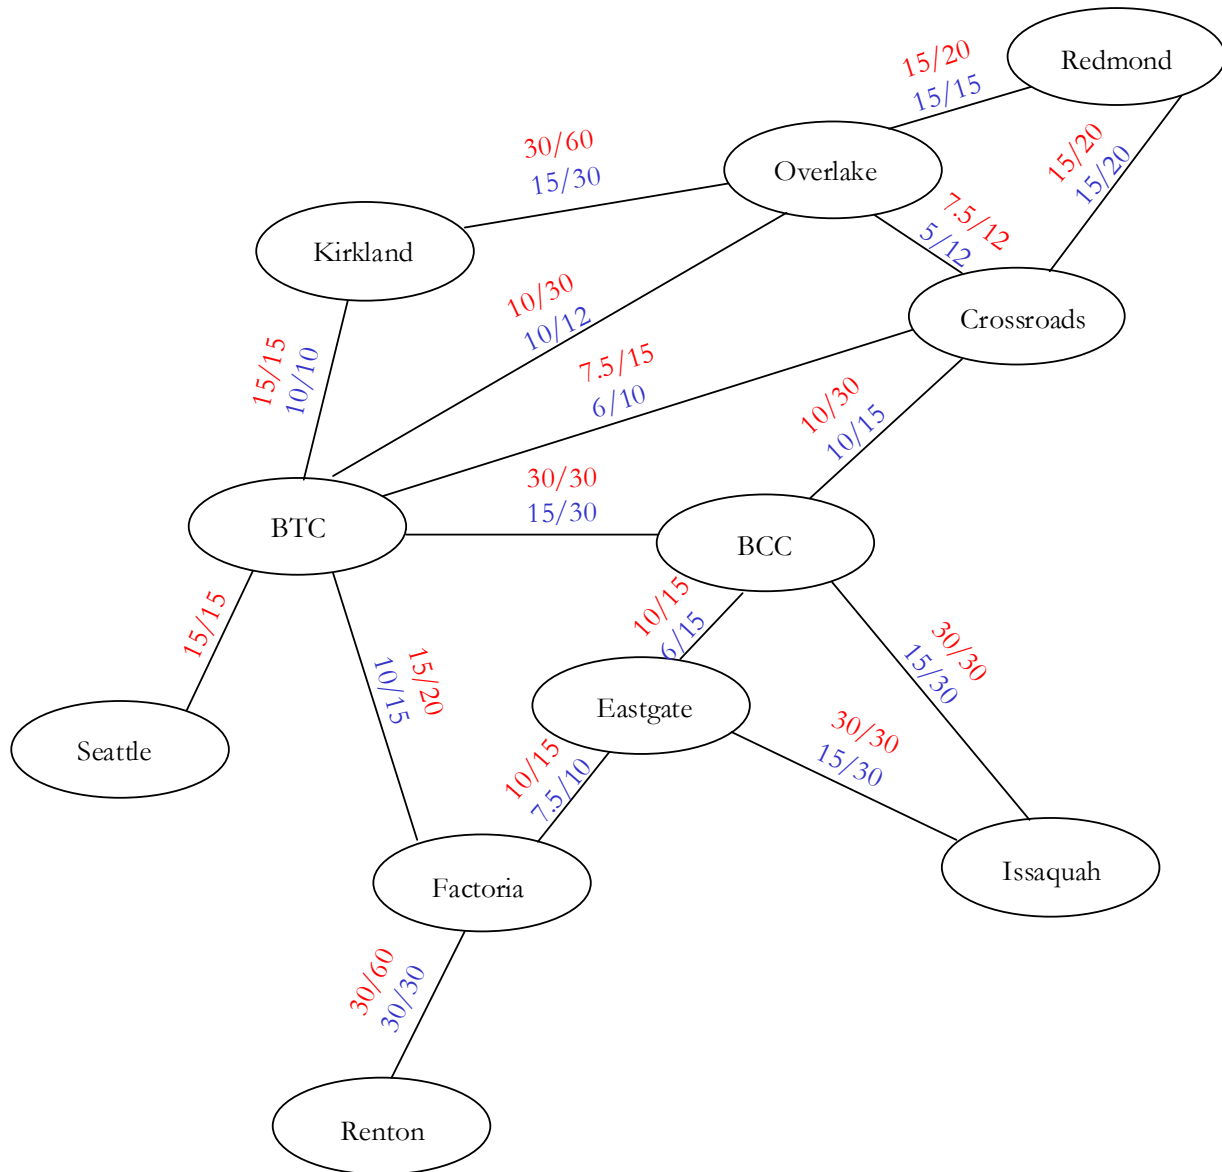 Redmond
15/20
15/15
Overlake
30/60
15/30
15/20
15/20
7.5/12
5/12
Kirkland
10/30
10/12
Crossroads
15/15
10/10
7.5/15
6/10
10/30
10/15
30/30
15/30
BTC
BCC
15/15
10/15
6/15
30/30
15/30
15/20
10/15
Eastgate
Seattle
10/15
7.5/10
30/30
15/30
Factoria
Issaquah
30/60
30/30
Renton